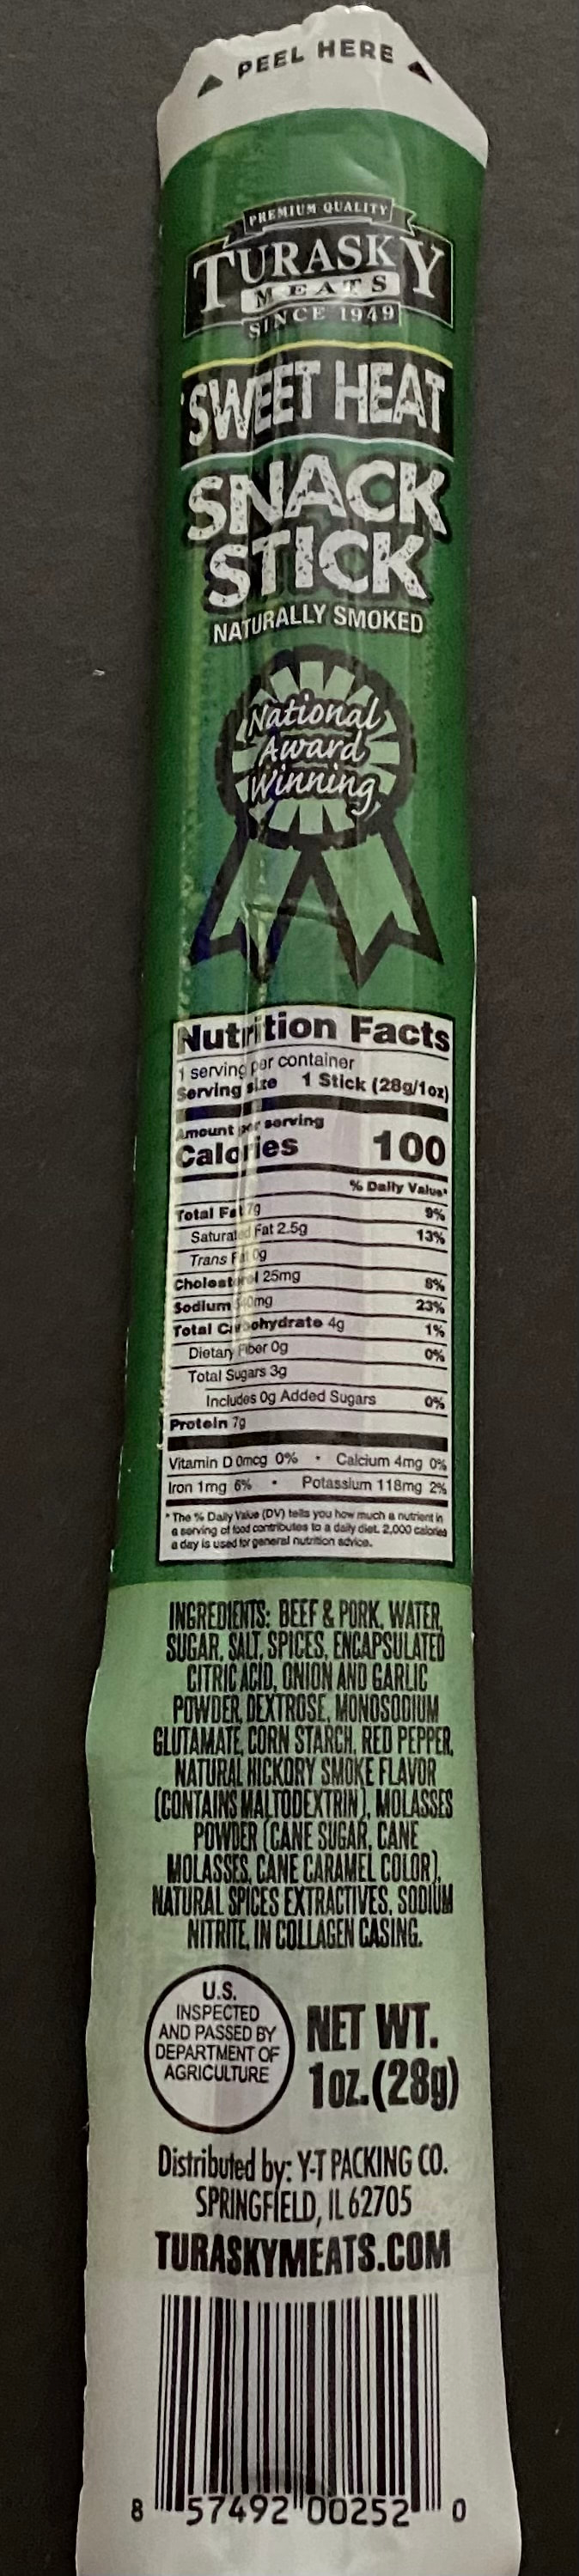 PEEL HERE
PREMIUM QUALITY
TURASKY
MEATS
SINCE 1949
SWEET HEAT
SNACK
STICK
NATURALLY SMOKED
National
Award
Winning
Nutrition Facts
1 serving per container
Serving size 1 Stick (28g/1oz)
Amount per serving
Calories 100
% Daily Value*
Total Fat 7g 9%
Saturated Fat 2.5g 13%
Trans Fat 0g
Cholesterol 25mg 8%
Sodium 23%
Total Carbohydrate 4g 1%
Dietary Fiber 0g 0%
Total Sugars 3g
Includes 0g Added Sugars 0%
Protein 7g
Vitamin D 0mcg 0% • Calcium 4mg 0%
Iron 1mg 6% • Potassium 118mg 2%
* The % Daily Value (DV) tells you how much a nutrient in
a serving of food contributes to a daily diet. 2,000 calories
a day is used for general nutrition advice.
INGREDIENTS: BEEF & PORK, WATER,
SUGAR, SALT, SPICES, ENCAPSULATED
CITRIC ACID, ONION AND GARLIC
POWDER, DEXTROSE, MONOSODIUM
GLUTAMATE, CORN STARCH, RED PEPPER,
NATURAL HICKORY SMOKE FLAVOR
(CONTAINS MALTODEXTRIN), MOLASSES
POWDER (CANE SUGAR, CANE
MOLASSES, CANE CARAMEL COLOR),
NATURAL SPICES EXTRACTIVES, SODIUM
NITRITE, IN COLLAGEN CASING.
U.S.
INSPECTED
AND PASSED BY
DEPARTMENT OF
AGRICULTURE
NET WT.
1oz.(28g)
Distributed by: Y-T PACKING CO.
SPRINGFIELD, IL 62705
TURASKYMEATS.COM
8 57492 00252 0